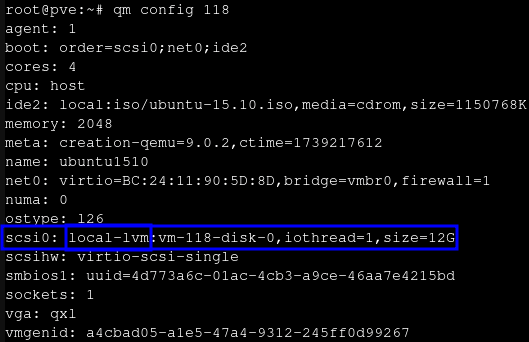 root@pve:~# qm config 118
agent: 1
boot: order=scsi0;net0;ide2
cores: 4
cpu: host
ide2: local:iso/ubuntu-15.10.iso,media=cdrom,size=1150768K
memory: 2048
meta: creation-qemu=9.0.2,ctime=1739217612
name: ubuntu1510
net0: virtio=BC:24:11:90:5D:8D,bridge=vmbr0,firewall=1
numa: 0
ostype: l26
scsi0: local-lvm:vm-118-disk-0,iothread=1,size=12G
scsihw: virtio-scsi-single
smbios1: uuid=4d773a6c-01ac-4cb3-a9ce-46aa7e4215bd
sockets: 1
vga: qxl
vmgenid: a4cbad05-a1e5-47a4-9312-245ff0d99267